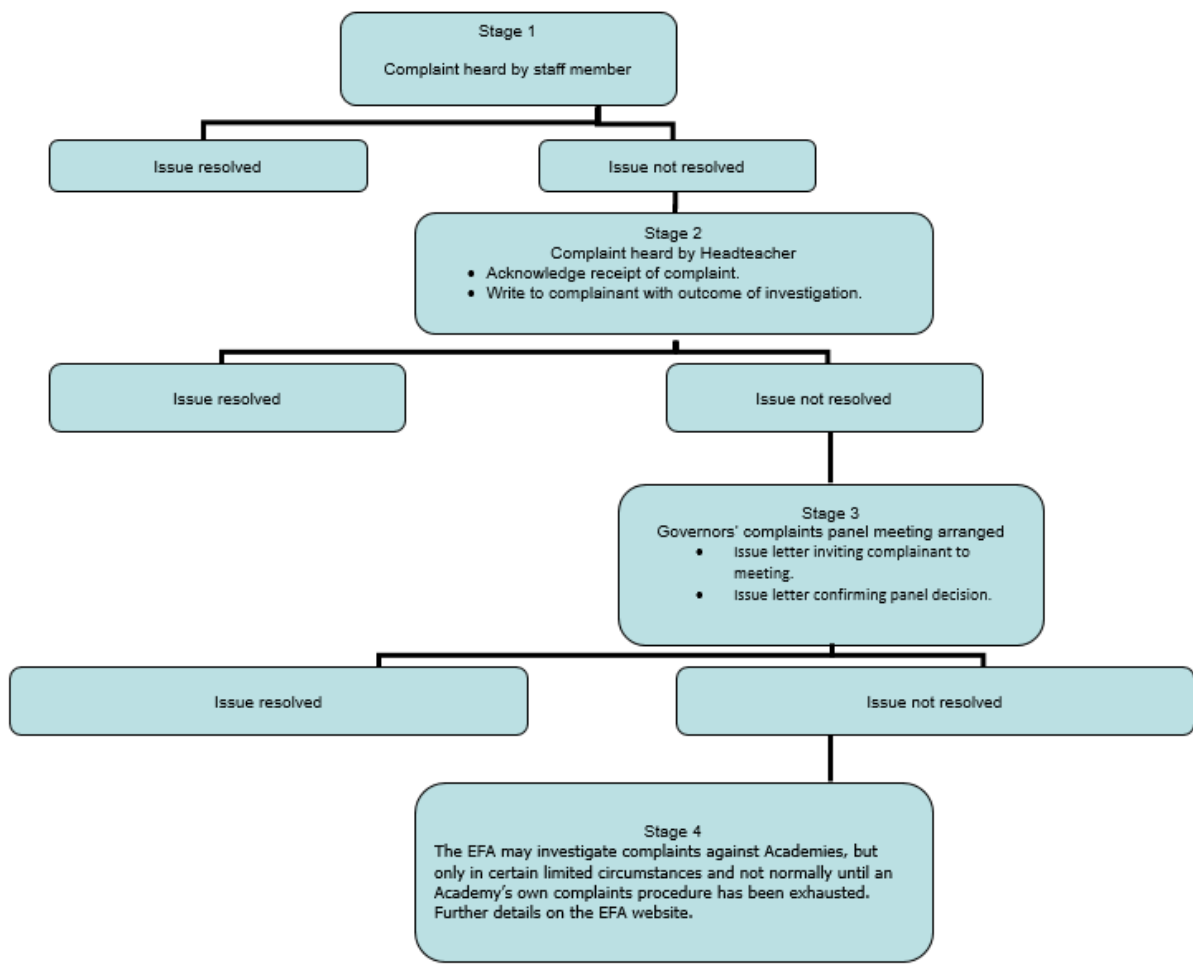 Stage 1
Complaint heard by staff member
Issue resolved
Issue not resolved
Stage 2
Complaint heard by Headteacher
• Acknowledge receipt of complaint.
• Write to complainant with outcome of investigation.
Issue resolved
Issue not resolved
Stage 3
Governors' complaints panel meeting arranged
• Issue letter inviting complainant to
meeting.
• Issue letter confirming panel decision.
Issue resolved
Issue not resolved
Stage 4
The EFA may investigate complaints against Academies, but
only in certain limited circumstances and not normally until an
Academy's own complaints procedure has been exhausted.
Further details on the EFA website.